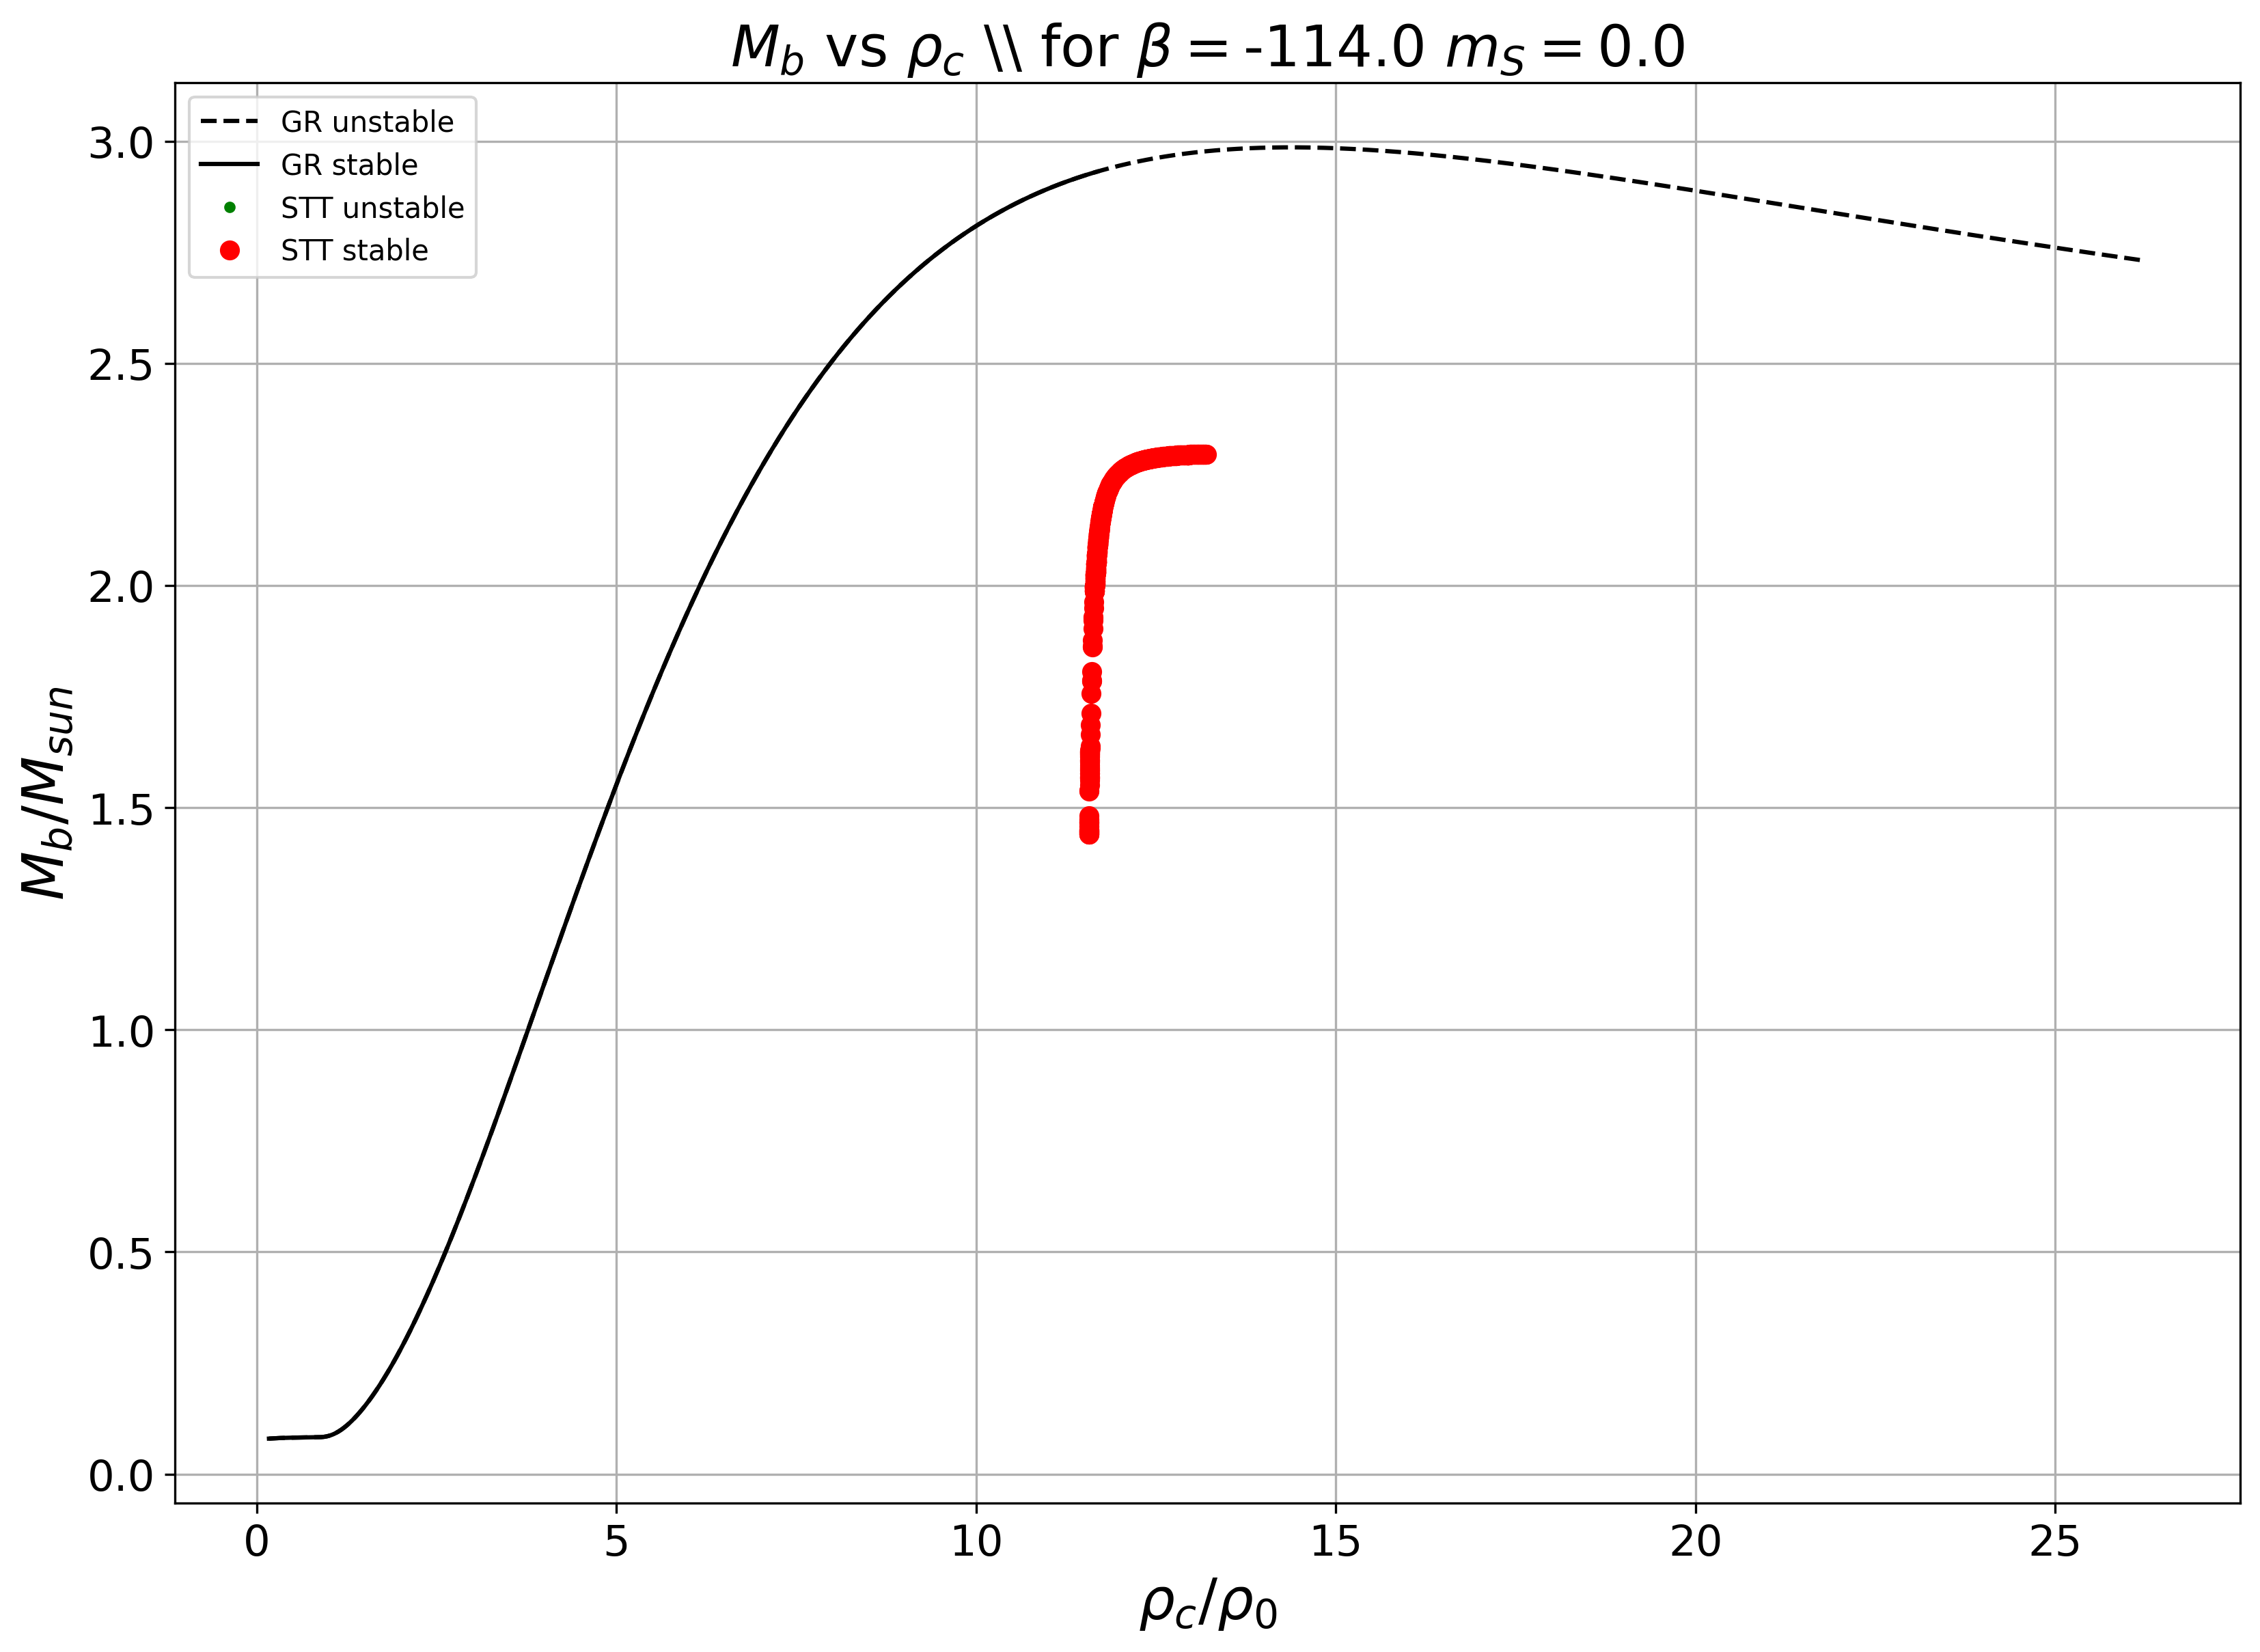 M_b vs ρ_c \\ for β = -114.0 m_S = 0.0
GR unstable
GR stable
STT unstable
STT stable
M_b/M_sun
3.0
2.5
2.0
1.5
1.0
0.5
0.0
0
5
10
15
20
25
ρ_c/ρ_0